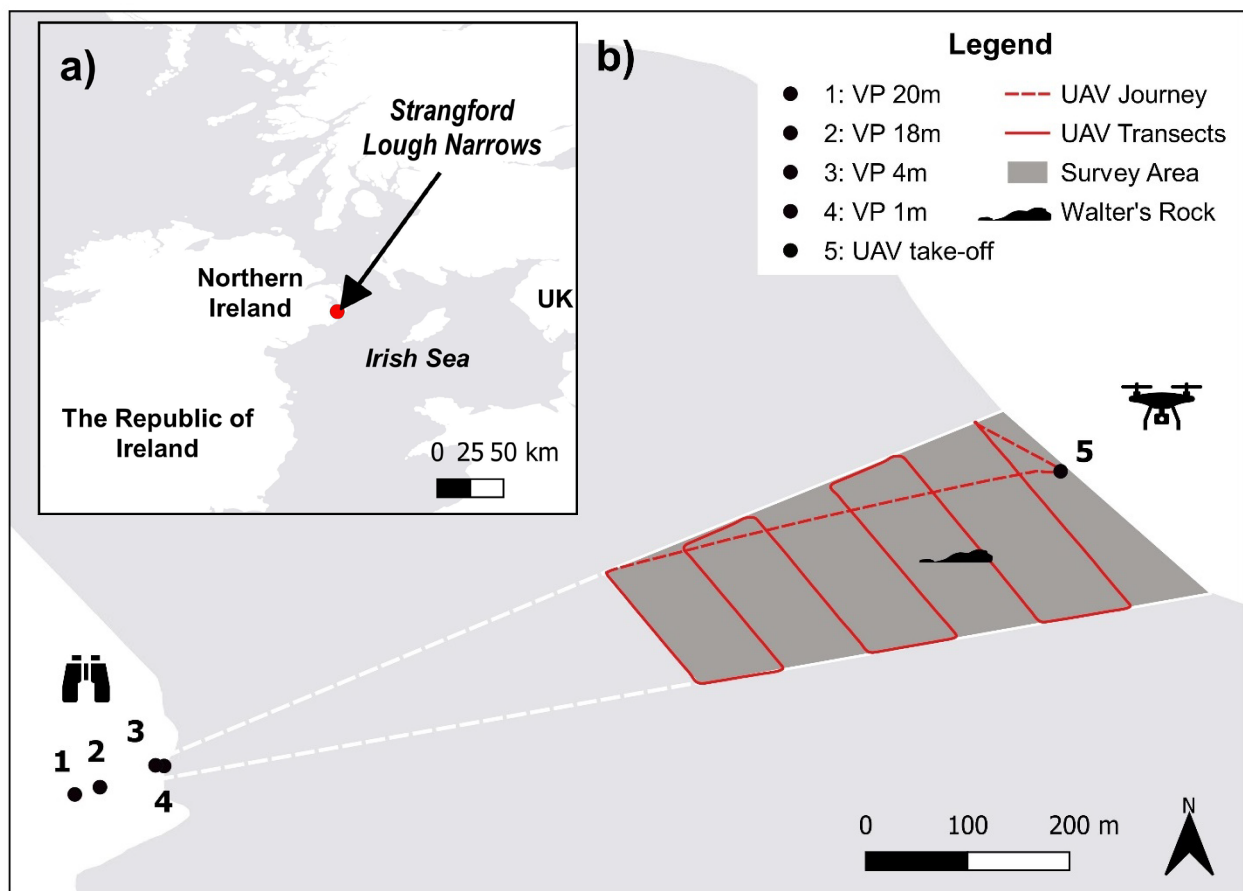 a)
Strangford
Lough Narrows
Northern
Ireland
UK
Irish Sea
The Republic of
Ireland
0 25 50 km
b)
Legend
1: VP 20m
2: VP 18m
3: VP 4m
4: VP 1m
5: UAV take-off
UAV Journey
UAV Transects
Survey Area
Walter's Rock
5
3
2
1
4
0 100 200 m
N